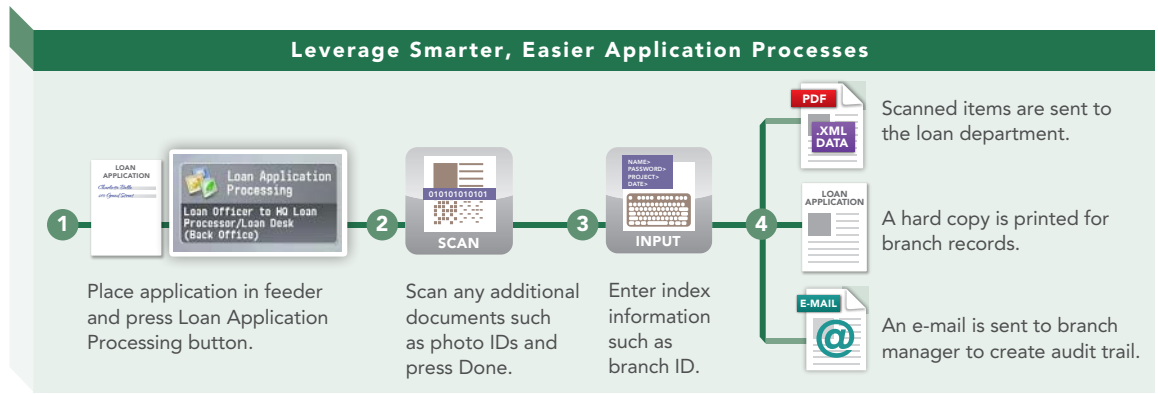 Leverage Smarter, Easier Application Processes
1
LOAN
APPLICATION
Charlotte Bella
Loan Application
Processing
Loan Officer to HQ Loan
Processor/Loan Desk
(Back Office)
Place application in feeder
and press Loan Application
Processing button.
2
010101010101
SCAN
Scan any additional
documents such
as photo IDs and
press Done.
3
NAME>
PASSWORD>
PROJECT>
DATE>
INPUT
Enter index
information
such as
branch ID.
4
PDF
.XML
DATA
Scanned items are sent to
the loan department.
LOAN
APPLICATION
A hard copy is printed for
branch records.
E-MAIL
@
An e-mail is sent to branch
manager to create audit trail.